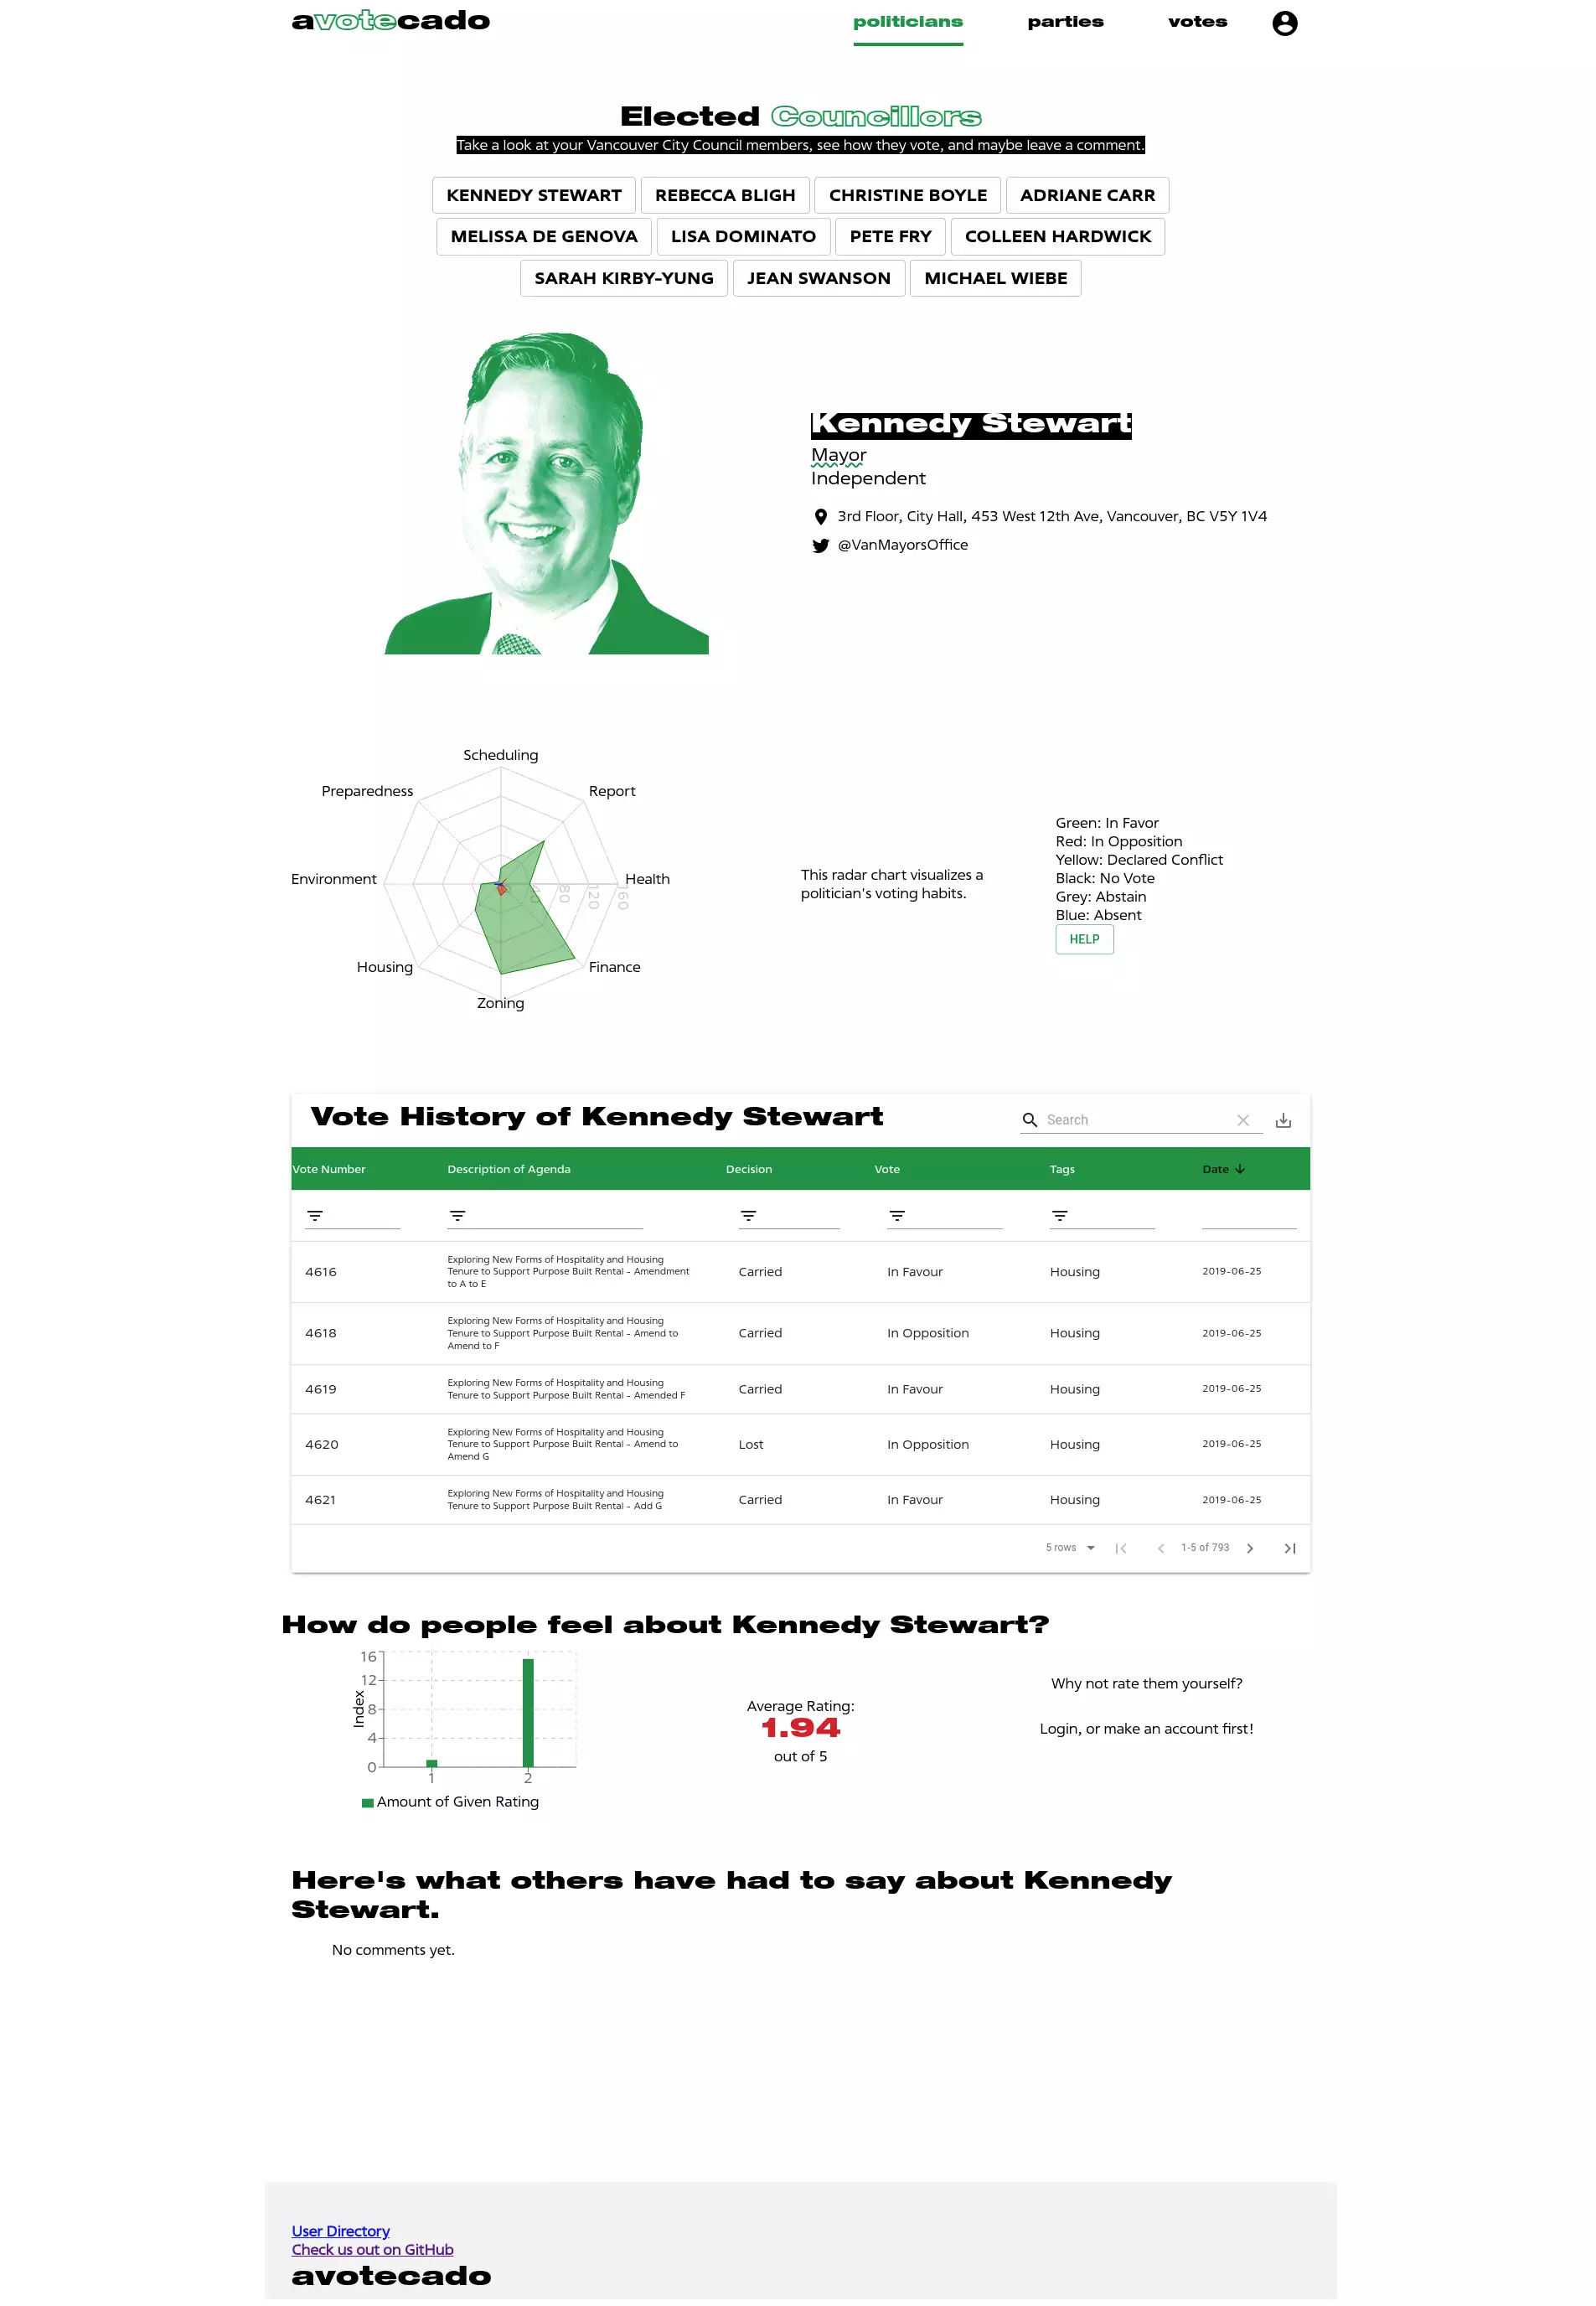 avotecado
politicians parties votes
Elected Councillors
Take a look at your Vancouver City Council members, see how they vote, and maybe leave a comment.
KENNEDY STEWART REBECCA BLIGH CHRISTINE BOYLE ADRIANE CARR
MELISSA DE GENOVA LISA DOMINATO PETE FRY COLLEEN HARDWICK
SARAH KIRBY-YUNG JEAN SWANSON MICHAEL WIEBE
Kennedy Stewart
Mayor
Independent
3rd Floor, City Hall, 453 West 12th Ave, Vancouver, BC V5Y 1V4
@VanMayorsOffice
Scheduling
Preparedness Report
Environment Health
80 120 160
Housing Finance
Zoning
This radar chart visualizes a
politician's voting habits.
Green: In Favor
Red: In Opposition
Yellow: Declared Conflict
Black: No Vote
Grey: Abstain
Blue: Absent
HELP
Vote History of Kennedy Stewart
Search
Vote Number Description of Agenda Decision Vote Tags Date
4616 Exploring New Forms of Hospitality and Housing
Tenure to Support Purpose Built Rental - Amendment
to A to E Carried In Favour Housing 2019-06-25
4618 Exploring New Forms of Hospitality and Housing
Tenure to Support Purpose Built Rental - Amend to
Amend to F Carried In Opposition Housing 2019-06-25
4619 Exploring New Forms of Hospitality and Housing
Tenure to Support Purpose Built Rental - Amended F Carried In Favour Housing 2019-06-25
4620 Exploring New Forms of Hospitality and Housing
Tenure to Support Purpose Built Rental - Amend to
Amend G Lost In Opposition Housing 2019-06-25
4621 Exploring New Forms of Hospitality and Housing
Tenure to Support Purpose Built Rental - Add G Carried In Favour Housing 2019-06-25
5 rows 1-5 of 793
How do people feel about Kennedy Stewart?
16
12
8
4
0
Index
1 2
Amount of Given Rating
Average Rating:
1.94
out of 5
Why not rate them yourself?
Login, or make an account first!
Here's what others have had to say about Kennedy
Stewart.
No comments yet.
User Directory
Check us out on GitHub
avotecado